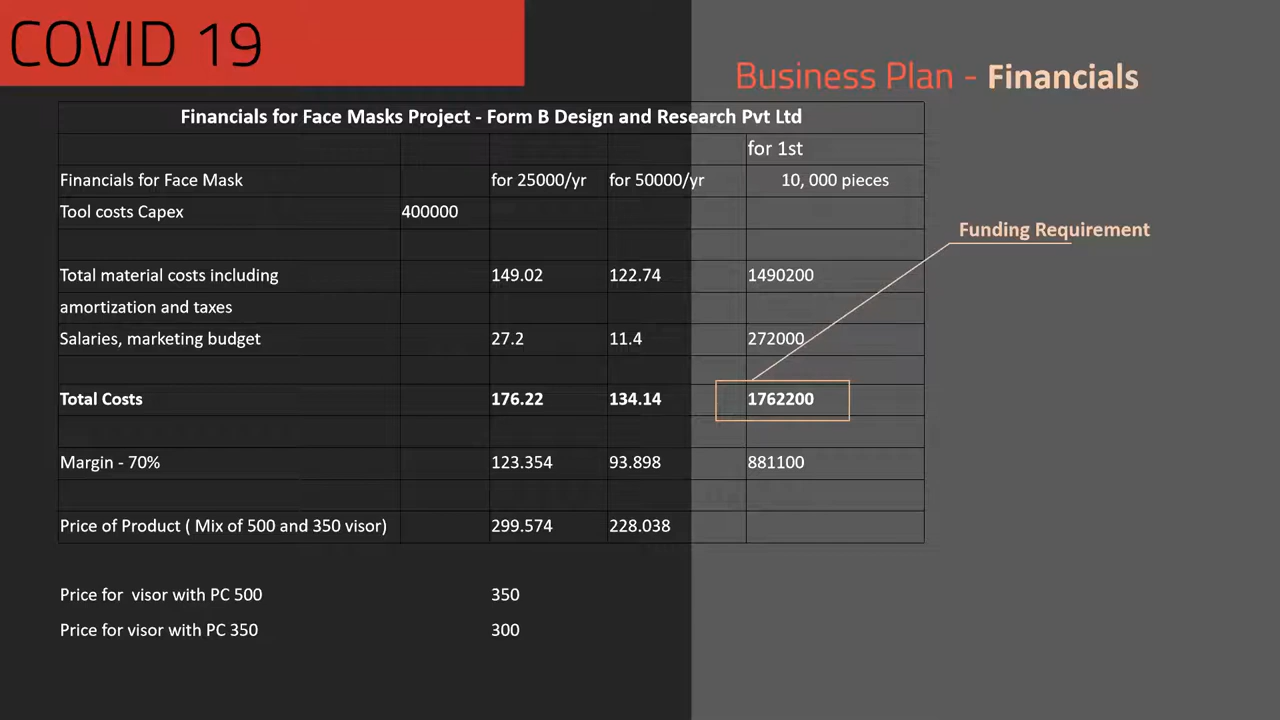 COVID 19
Business Plan - Financials
Financials for Face Masks Project - Form B Design and Research Pvt Ltd
for 1st
Financials for Face Mask for 25000/yr for 50000/yr 10, 000 pieces
Tool costs Capex 400000
Funding Requirement
Total material costs including 149.02 122.74 1490200
amortization and taxes
Salaries, marketing budget 27.2 11.4 272000
Total Costs 176.22 134.14 1762200
Margin - 70% 123.354 93.898 881100
Price of Product ( Mix of 500 and 350 visor) 299.574 228.038
Price for visor with PC 500 350
Price for visor with PC 350 300